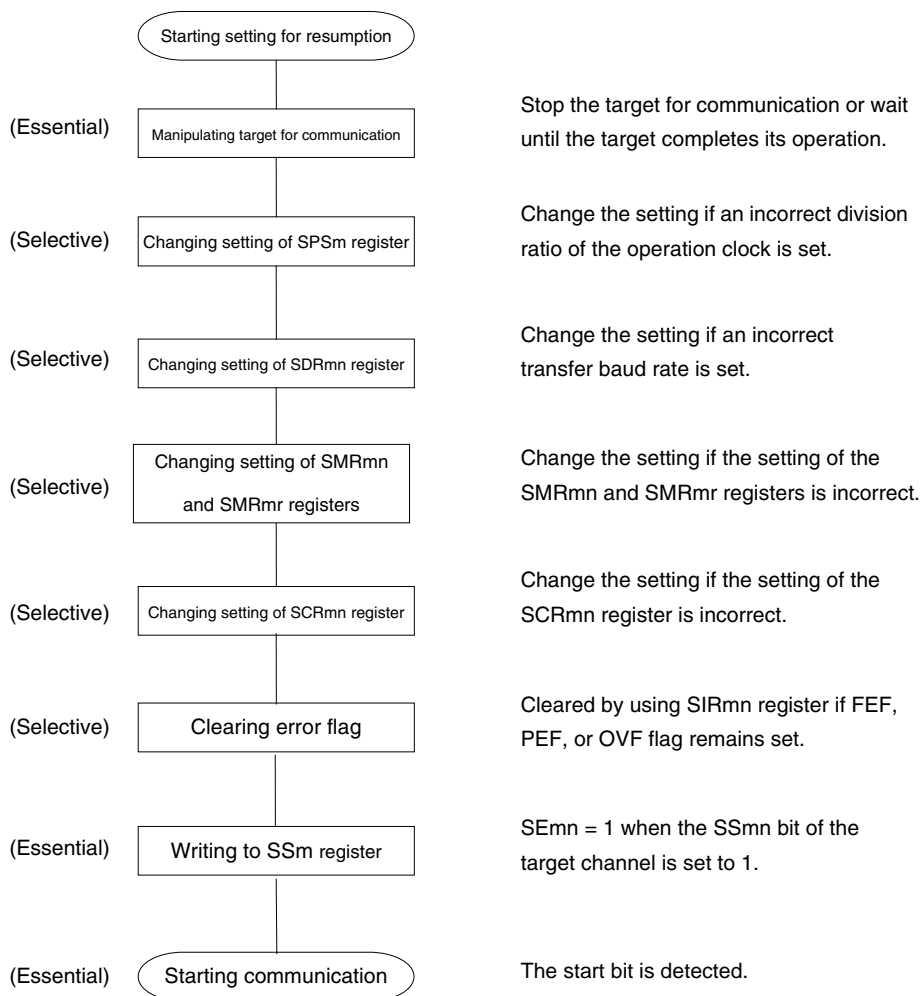 Starting setting for resumption
(Essential)
Manipulating target for communication
Stop the target for communication or wait
until the target completes its operation.
(Selective)
Changing setting of SPSm register
Change the setting if an incorrect division
ratio of the operation clock is set.
(Selective)
Changing setting of SDRmn register
Change the setting if an incorrect
transfer baud rate is set.
(Selective)
Changing setting of SMRmn
and SMRmr registers
Change the setting if the setting of the
SMRmn and SMRmr registers is incorrect.
(Selective)
Changing setting of SCRmn register
Change the setting if the setting of the
SCRmn register is incorrect.
(Selective)
Clearing error flag
Cleared by using SIRmn register if FEF,
PEF, or OVF flag remains set.
(Essential)
Writing to SSm register
SEmn = 1 when the SSmn bit of the
target channel is set to 1.
(Essential)
Starting communication
The start bit is detected.